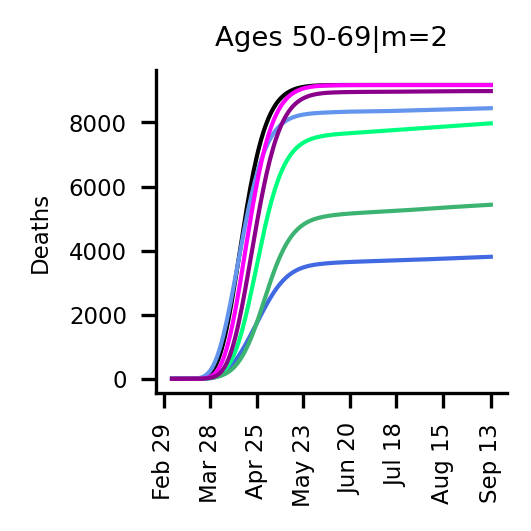 Ages 50-69|m=2
Deaths
8000
6000
4000
2000
0
Feb 29
Mar 28
Apr 25
May 23
Jun 20
Jul 18
Aug 15
Sep 13